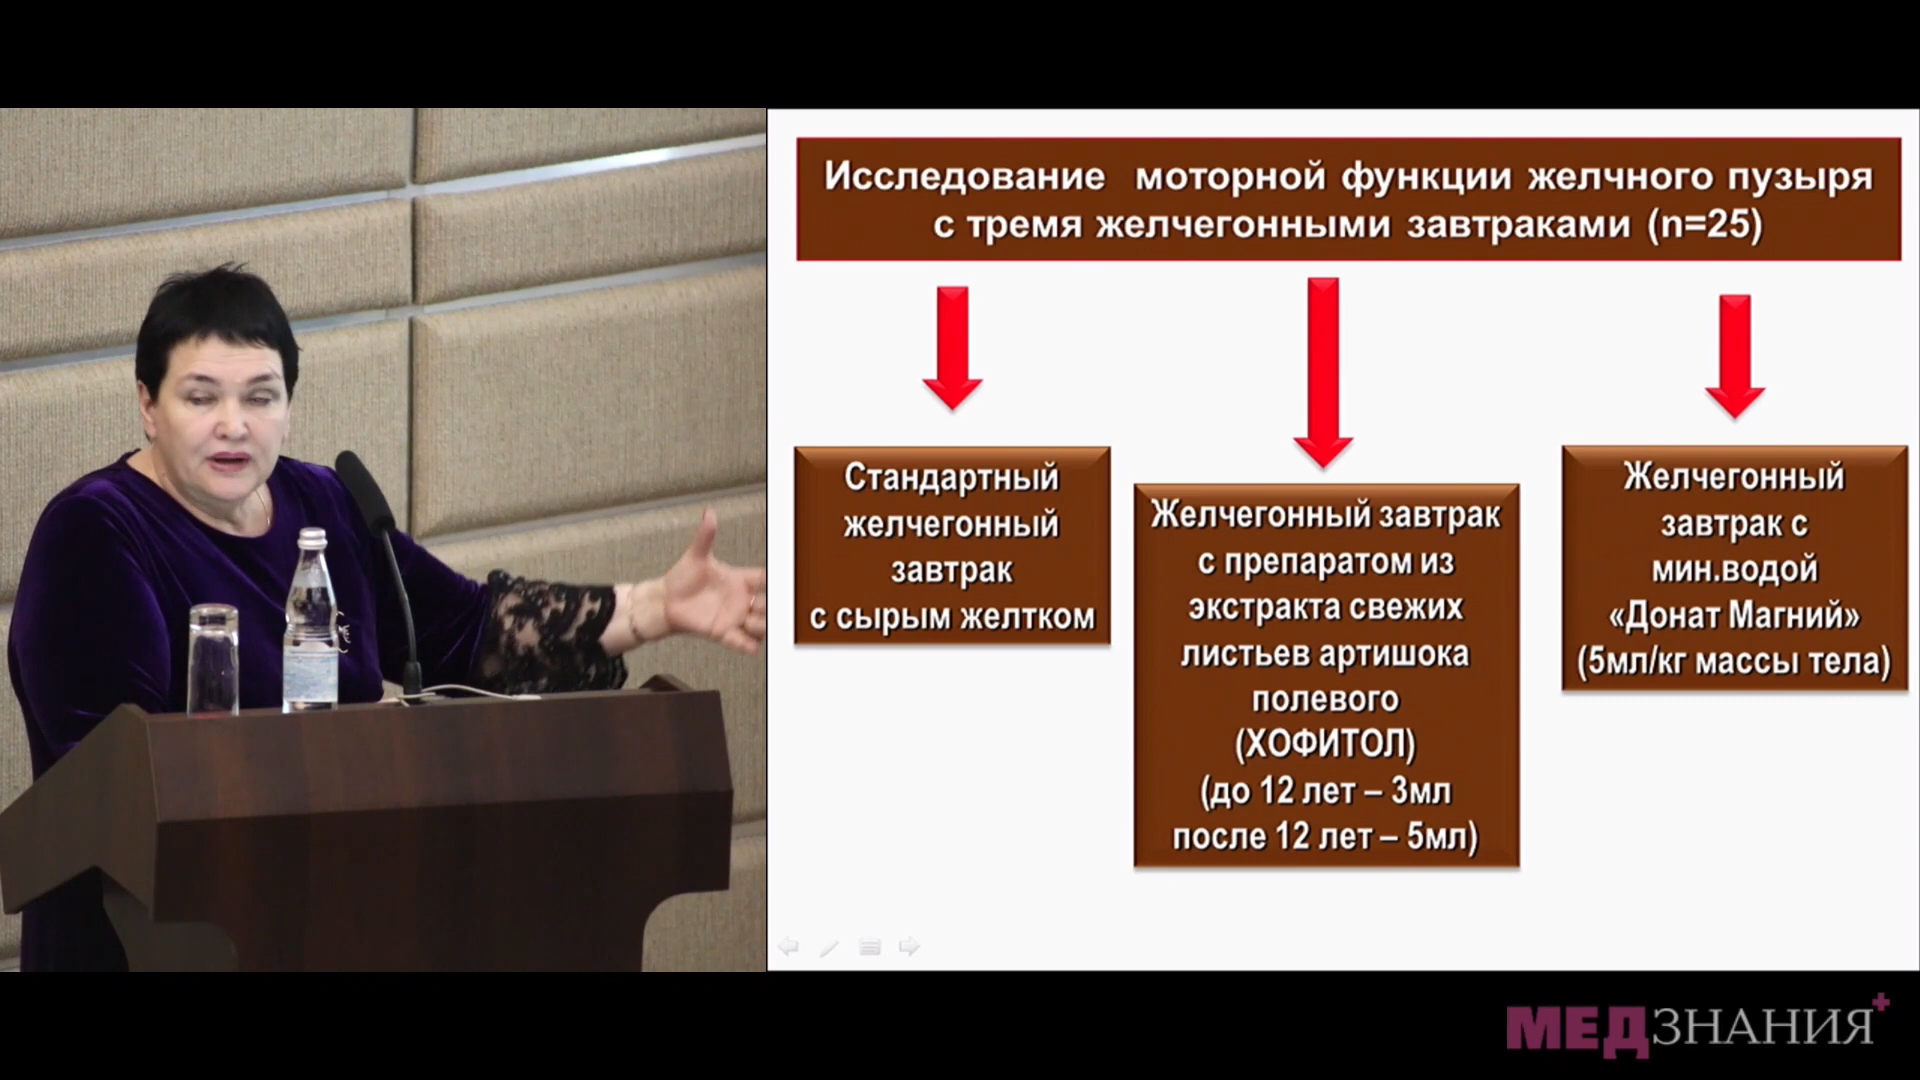 Исследование моторной функции желчного пузыря
с тремя желчегонными завтраками (n=25)
Стандартный
желчегонный
завтрак
с сырым желтком
Желчегонный завтрак
с препаратом из
экстракта свежих
листьев артишока
полевого
(ХОФИТОЛ)
(до 12 лет – 3мл
после 12 лет – 5мл)
Желчегонный
завтрак с
мин.водой
«Донат Магний»
(5мл/кг массы тела)
МЕДЗНАНИЯ+